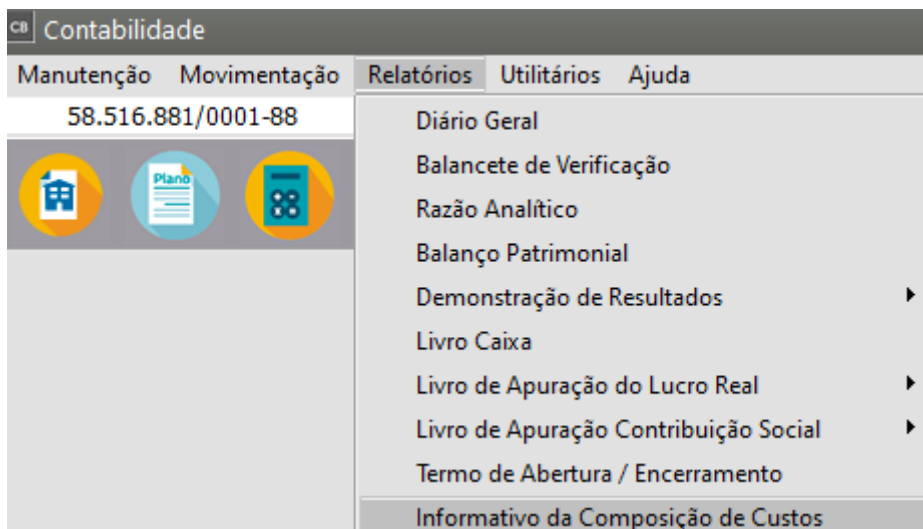 CB Contabilidade
Manutenção Movimentação Relatórios Utilitários Ajuda
58.516.881/0001-88
Plano
Diário Geral
Balancete de Verificação
Razão Analítico
Balanço Patrimonial
Demonstração de Resultados
Livro Caixa
Livro de Apuração do Lucro Real
Livro de Apuração Contribuição Social
Termo de Abertura / Encerramento
Informativo da Composição de Custos